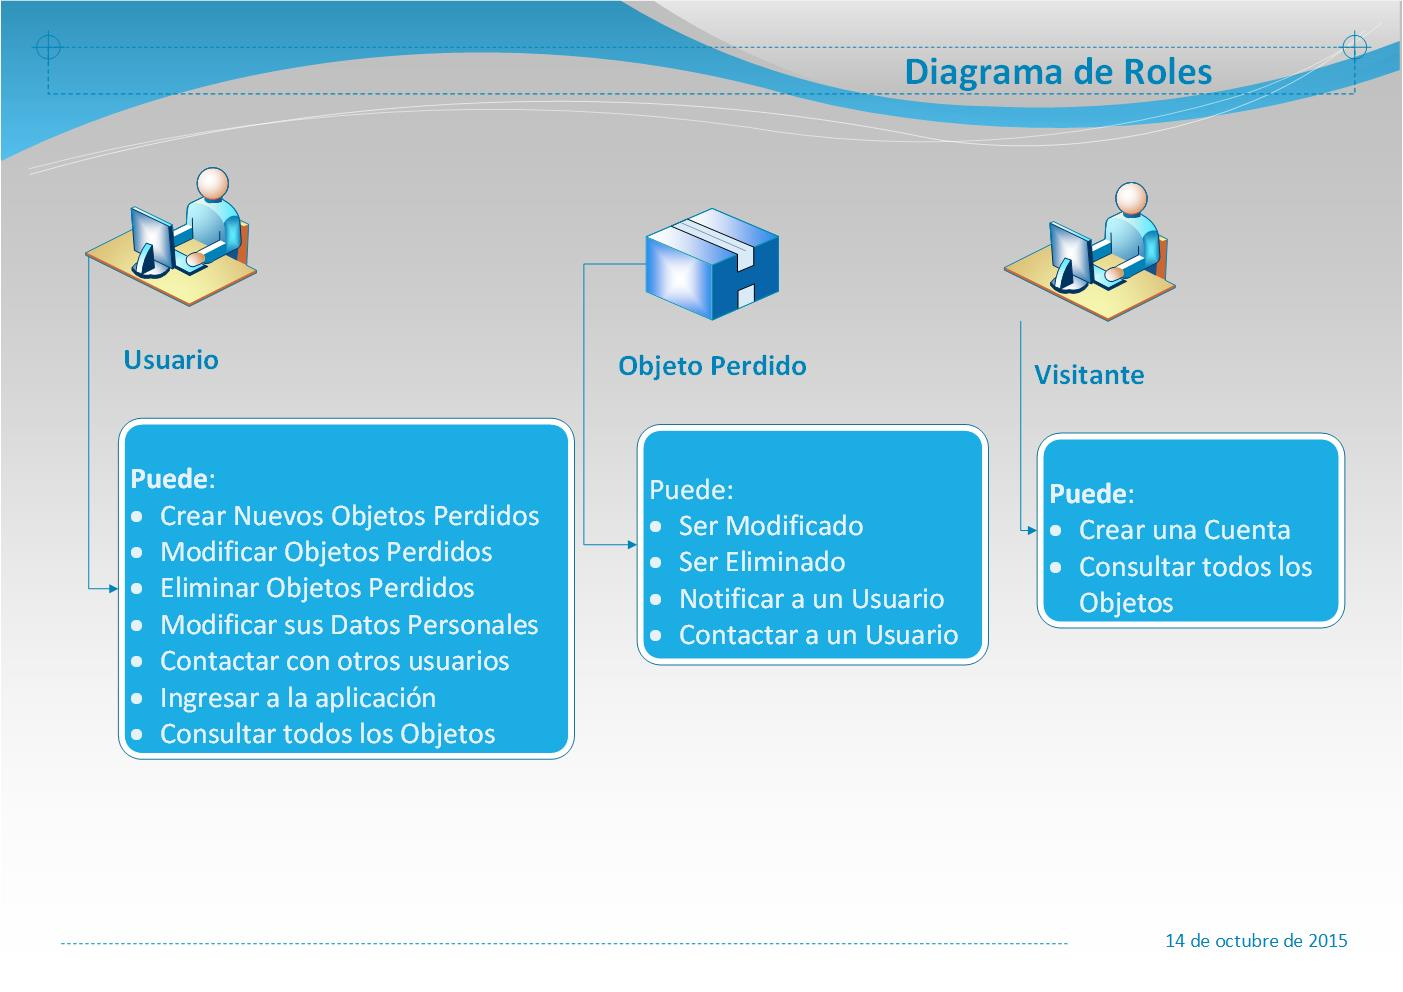 Diagrama de Roles
Usuario
Puede:
• Crear Nuevos Objetos Perdidos
• Modificar Objetos Perdidos
• Eliminar Objetos Perdidos
• Modificar sus Datos Personales
• Contactar con otros usuarios
• Ingresar a la aplicación
• Consultar todos los Objetos
Objeto Perdido
Puede:
• Ser Modificado
• Ser Eliminado
• Notificar a un Usuario
• Contactar a un Usuario
Visitante
Puede:
• Crear una Cuenta
• Consultar todos los
Objetos
14 de octubre de 2015